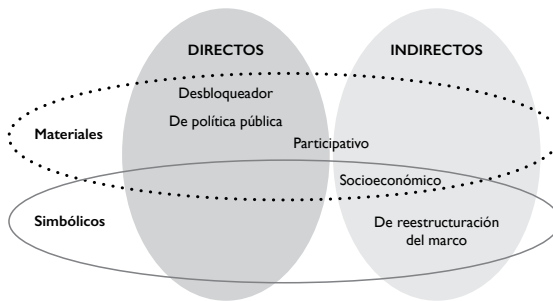 DIRECTOS
INDIRECTOS
Desbloqueador
De política pública
Materiales
Participativo
Socioeconómico
Simbólicos
De reestructuración
del marco